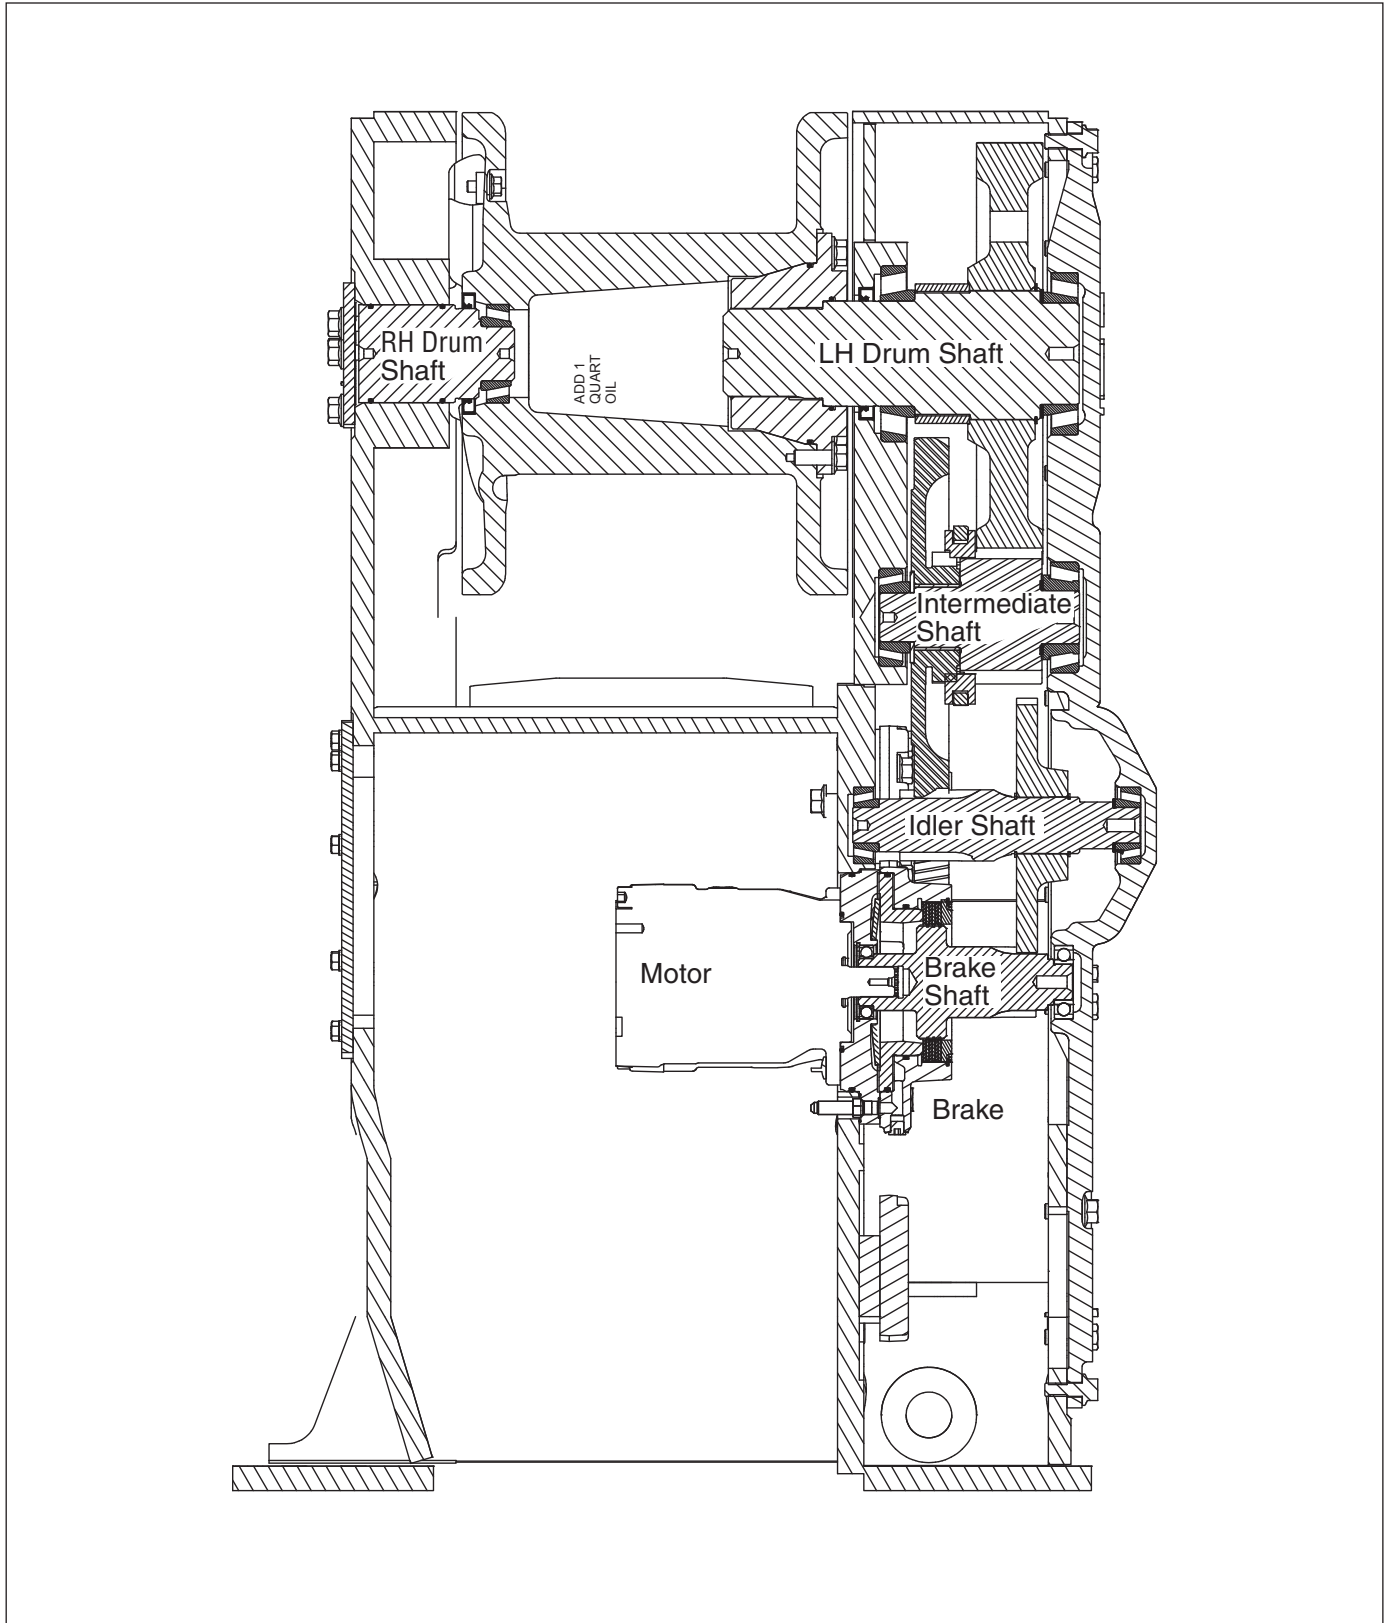 RH Drum
Shaft
LH Drum Shaft
ADD 1
QUART
OIL
Intermediate
Shaft
Idler Shaft
Motor
Brake
Shaft
Brake